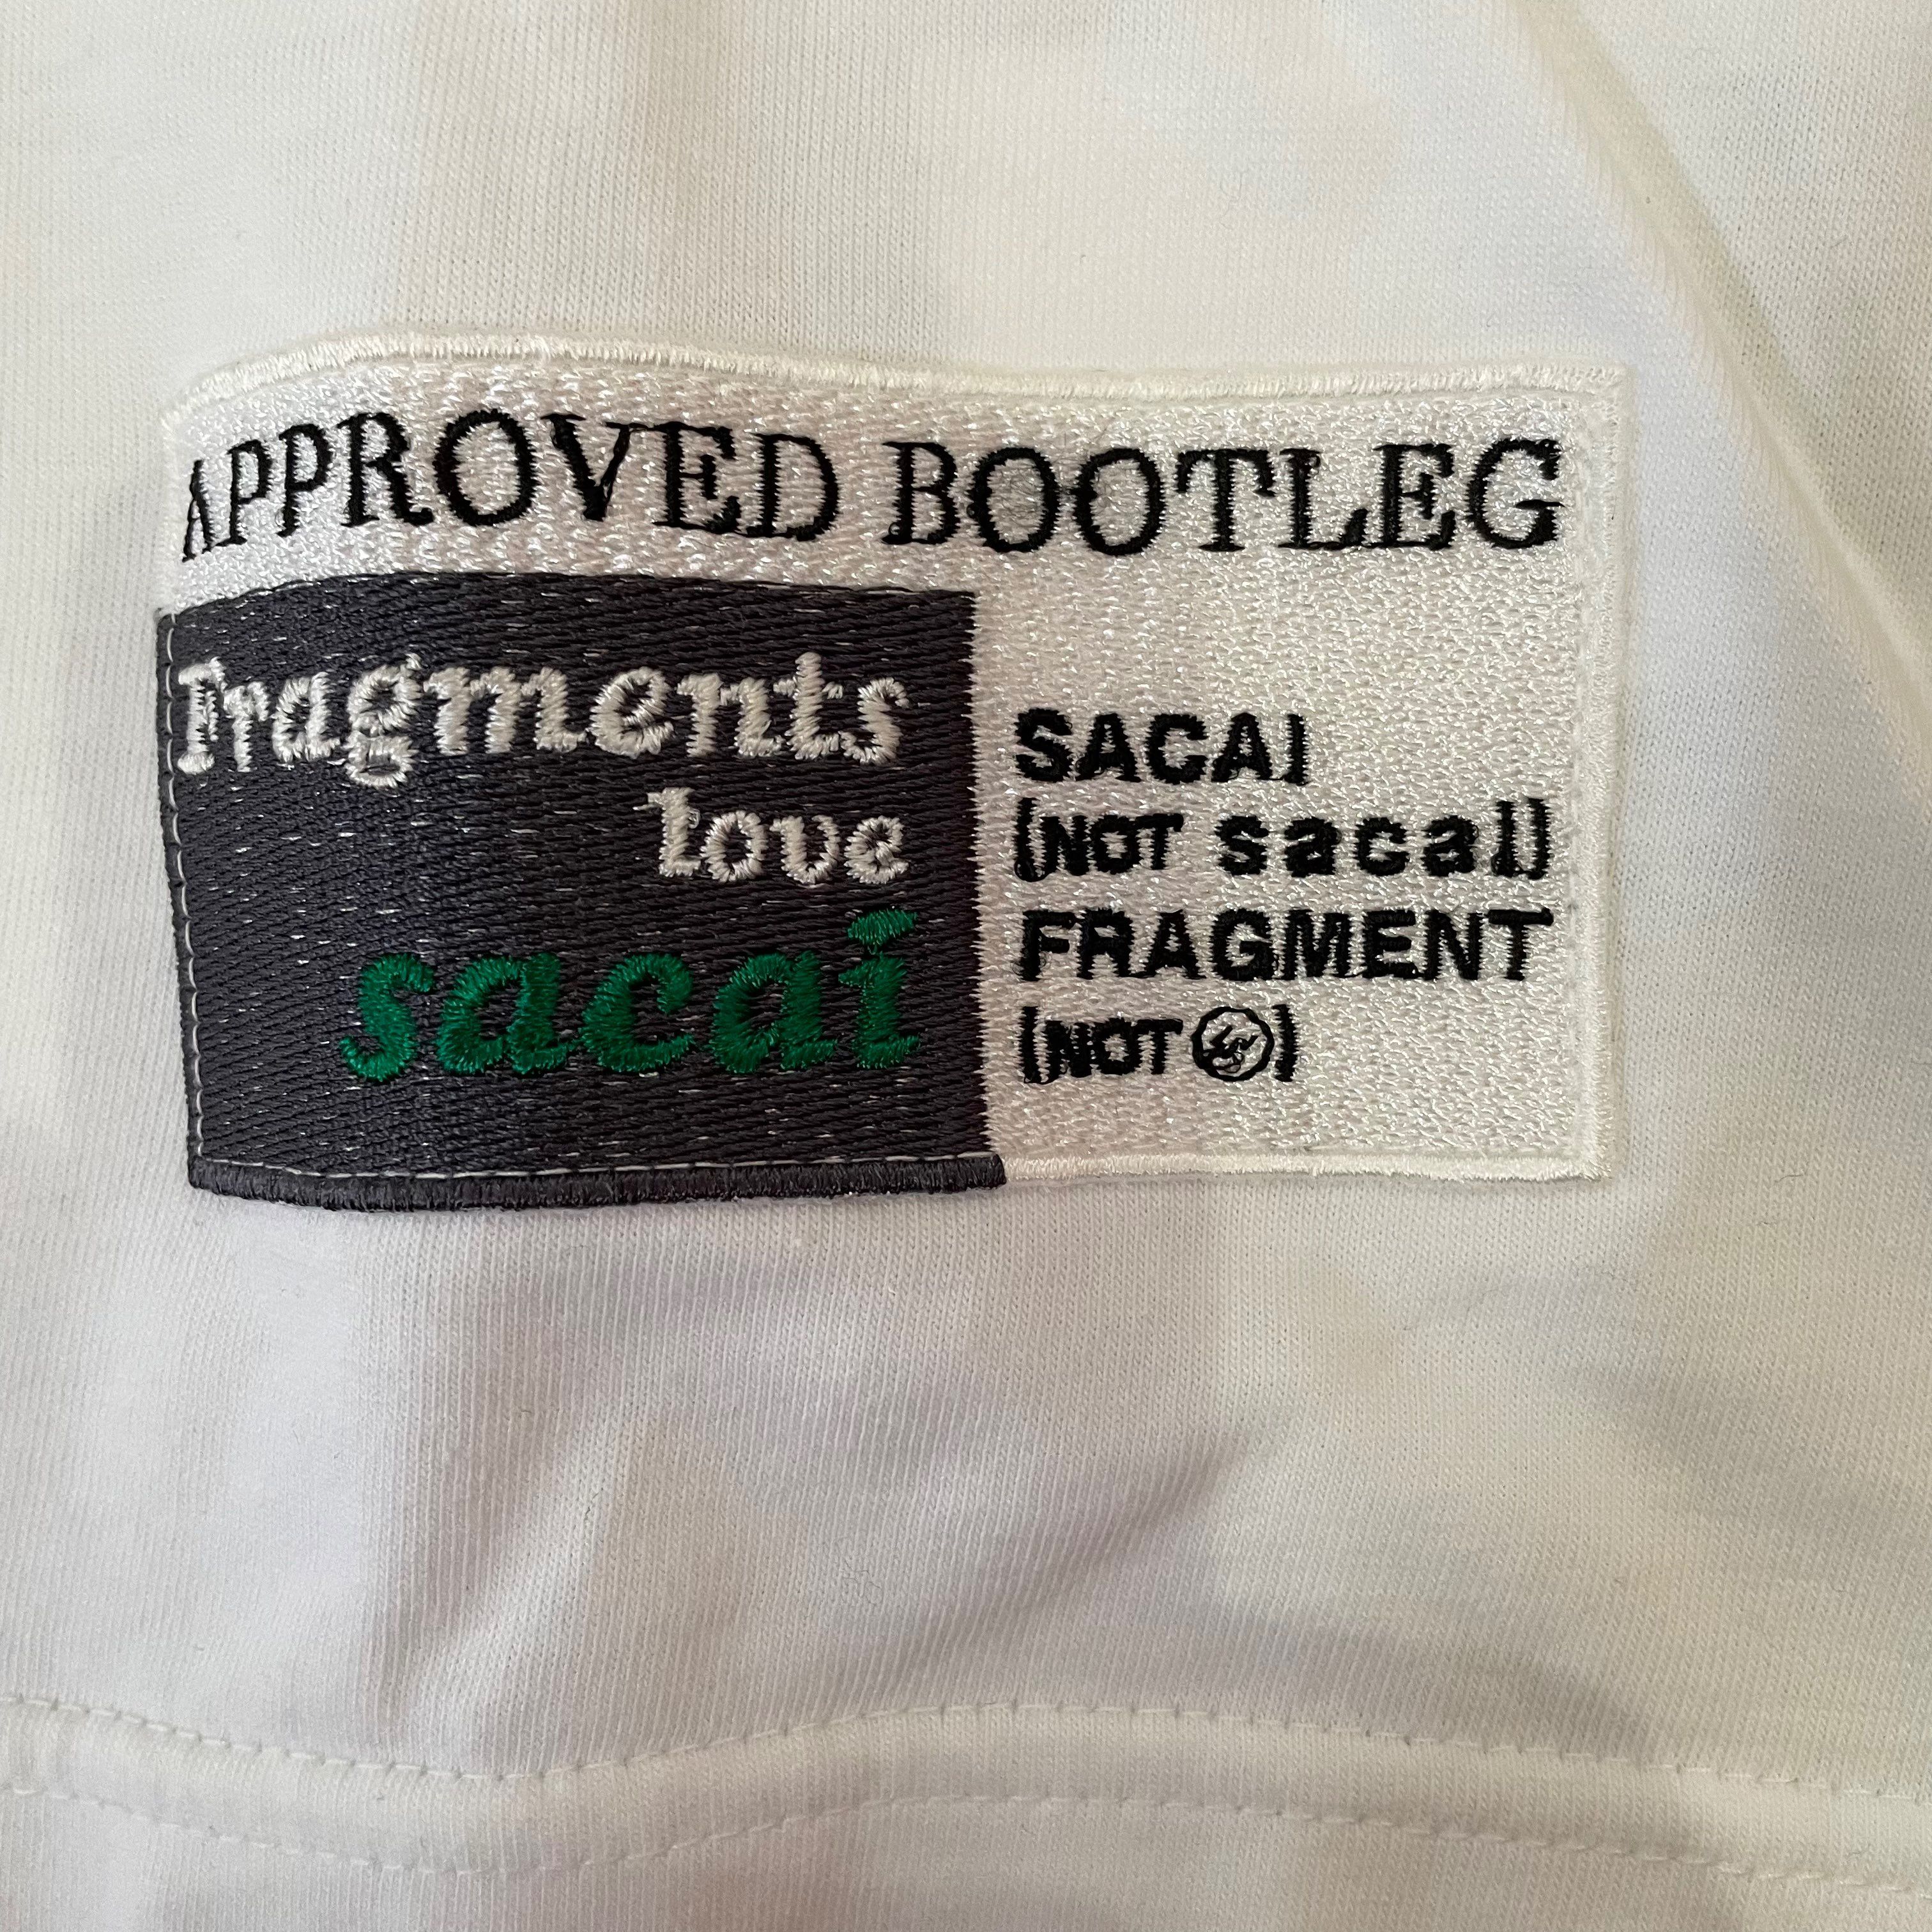 APPROVED BOOTLEG
Fragments
love
sacai
SACAI
(NOT sacai)
FRAGMENT
(NOT )